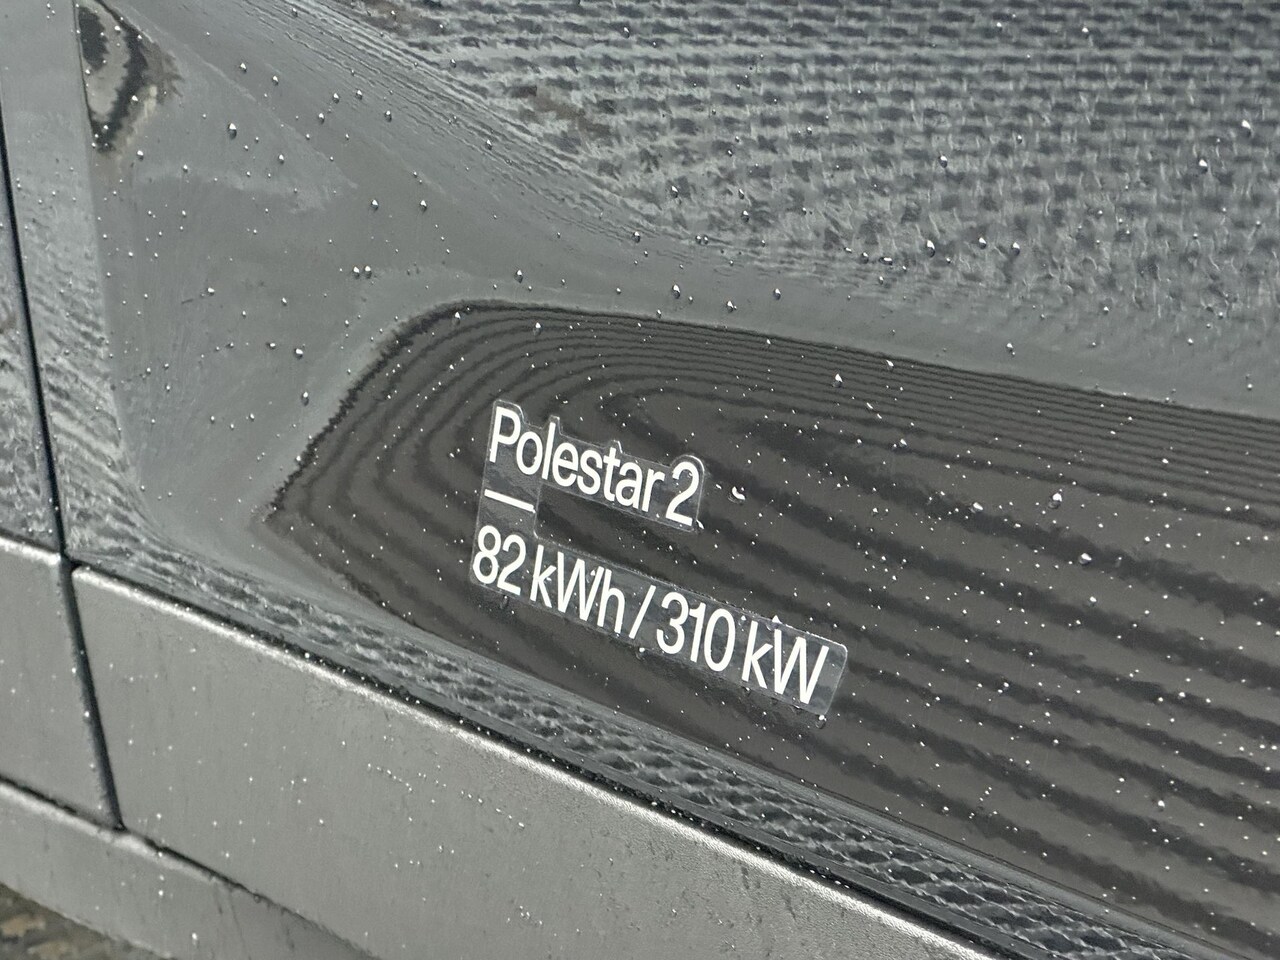 Polestar 2
—
82 kWh / 310 kW